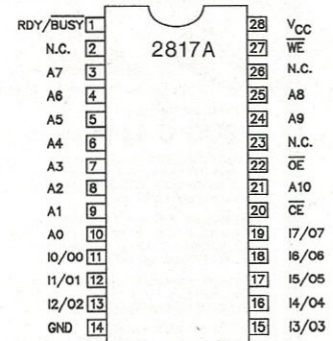 RDY/BUSY 1 28 VCC
N.C. 2 2817A 27 WE
A7 3 26 N.C.
A6 4 25 A8
A5 5 24 A9
A4 6 23 N.C.
A3 7 22 OE
A2 8 21 A10
A1 9 20 CE
A0 10 19 I7/O7
I0/O0 11 18 I6/O6
I1/O1 12 17 I5/O5
I2/O2 13 16 I4/O4
GND 14 15 I3/O3